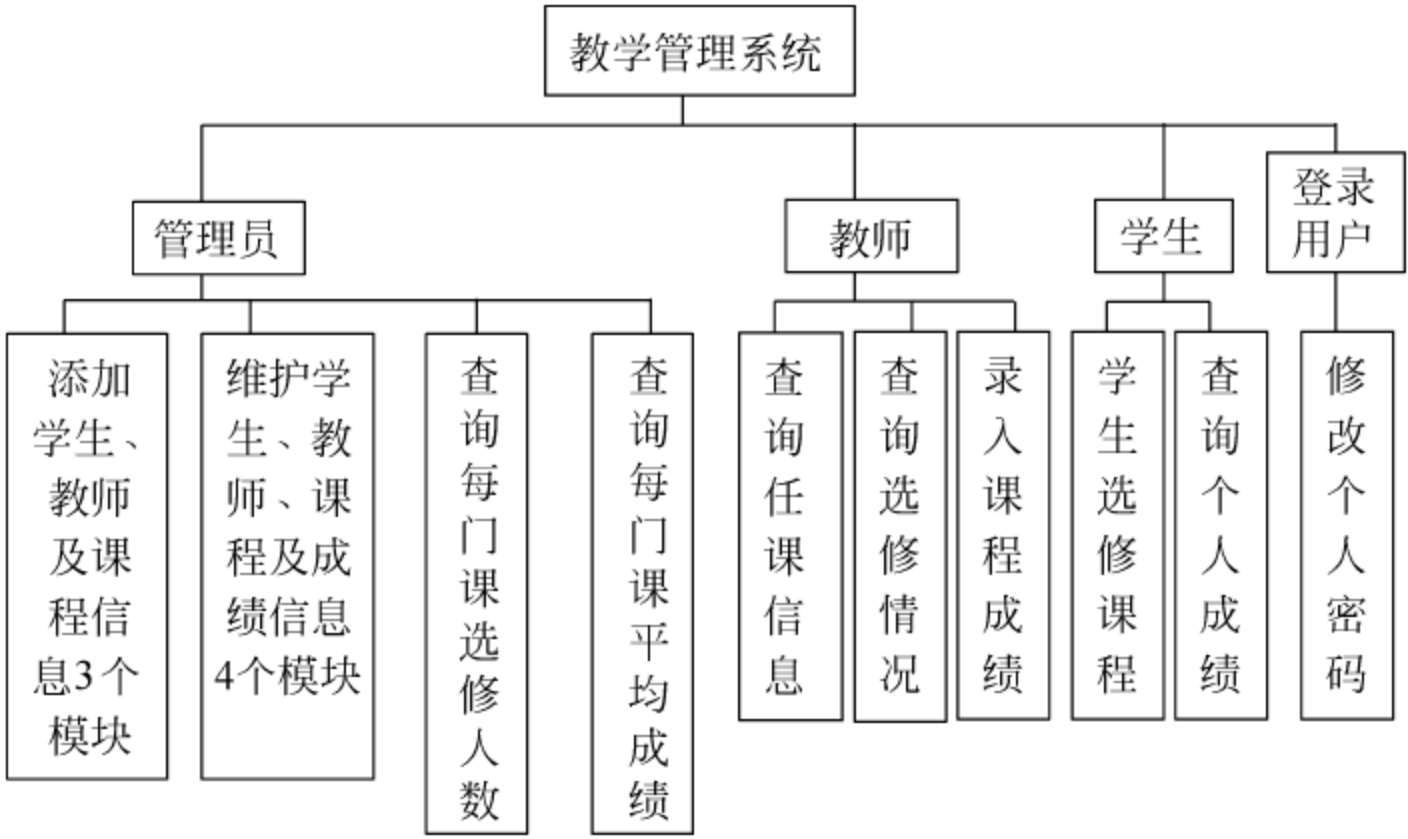 教学管理系统
管理员
教师
学生
登录
用户
添加
学生、
教师
及课
程信
息3个
模块
维护学
生、教
师、课
程及成
绩信息
4个模块
查询每门课选修人数
查询每门课平均成绩
查询任课信息
查询选修情况
录入课程成绩
学生选修课程
查询个人成绩
修改个人密码